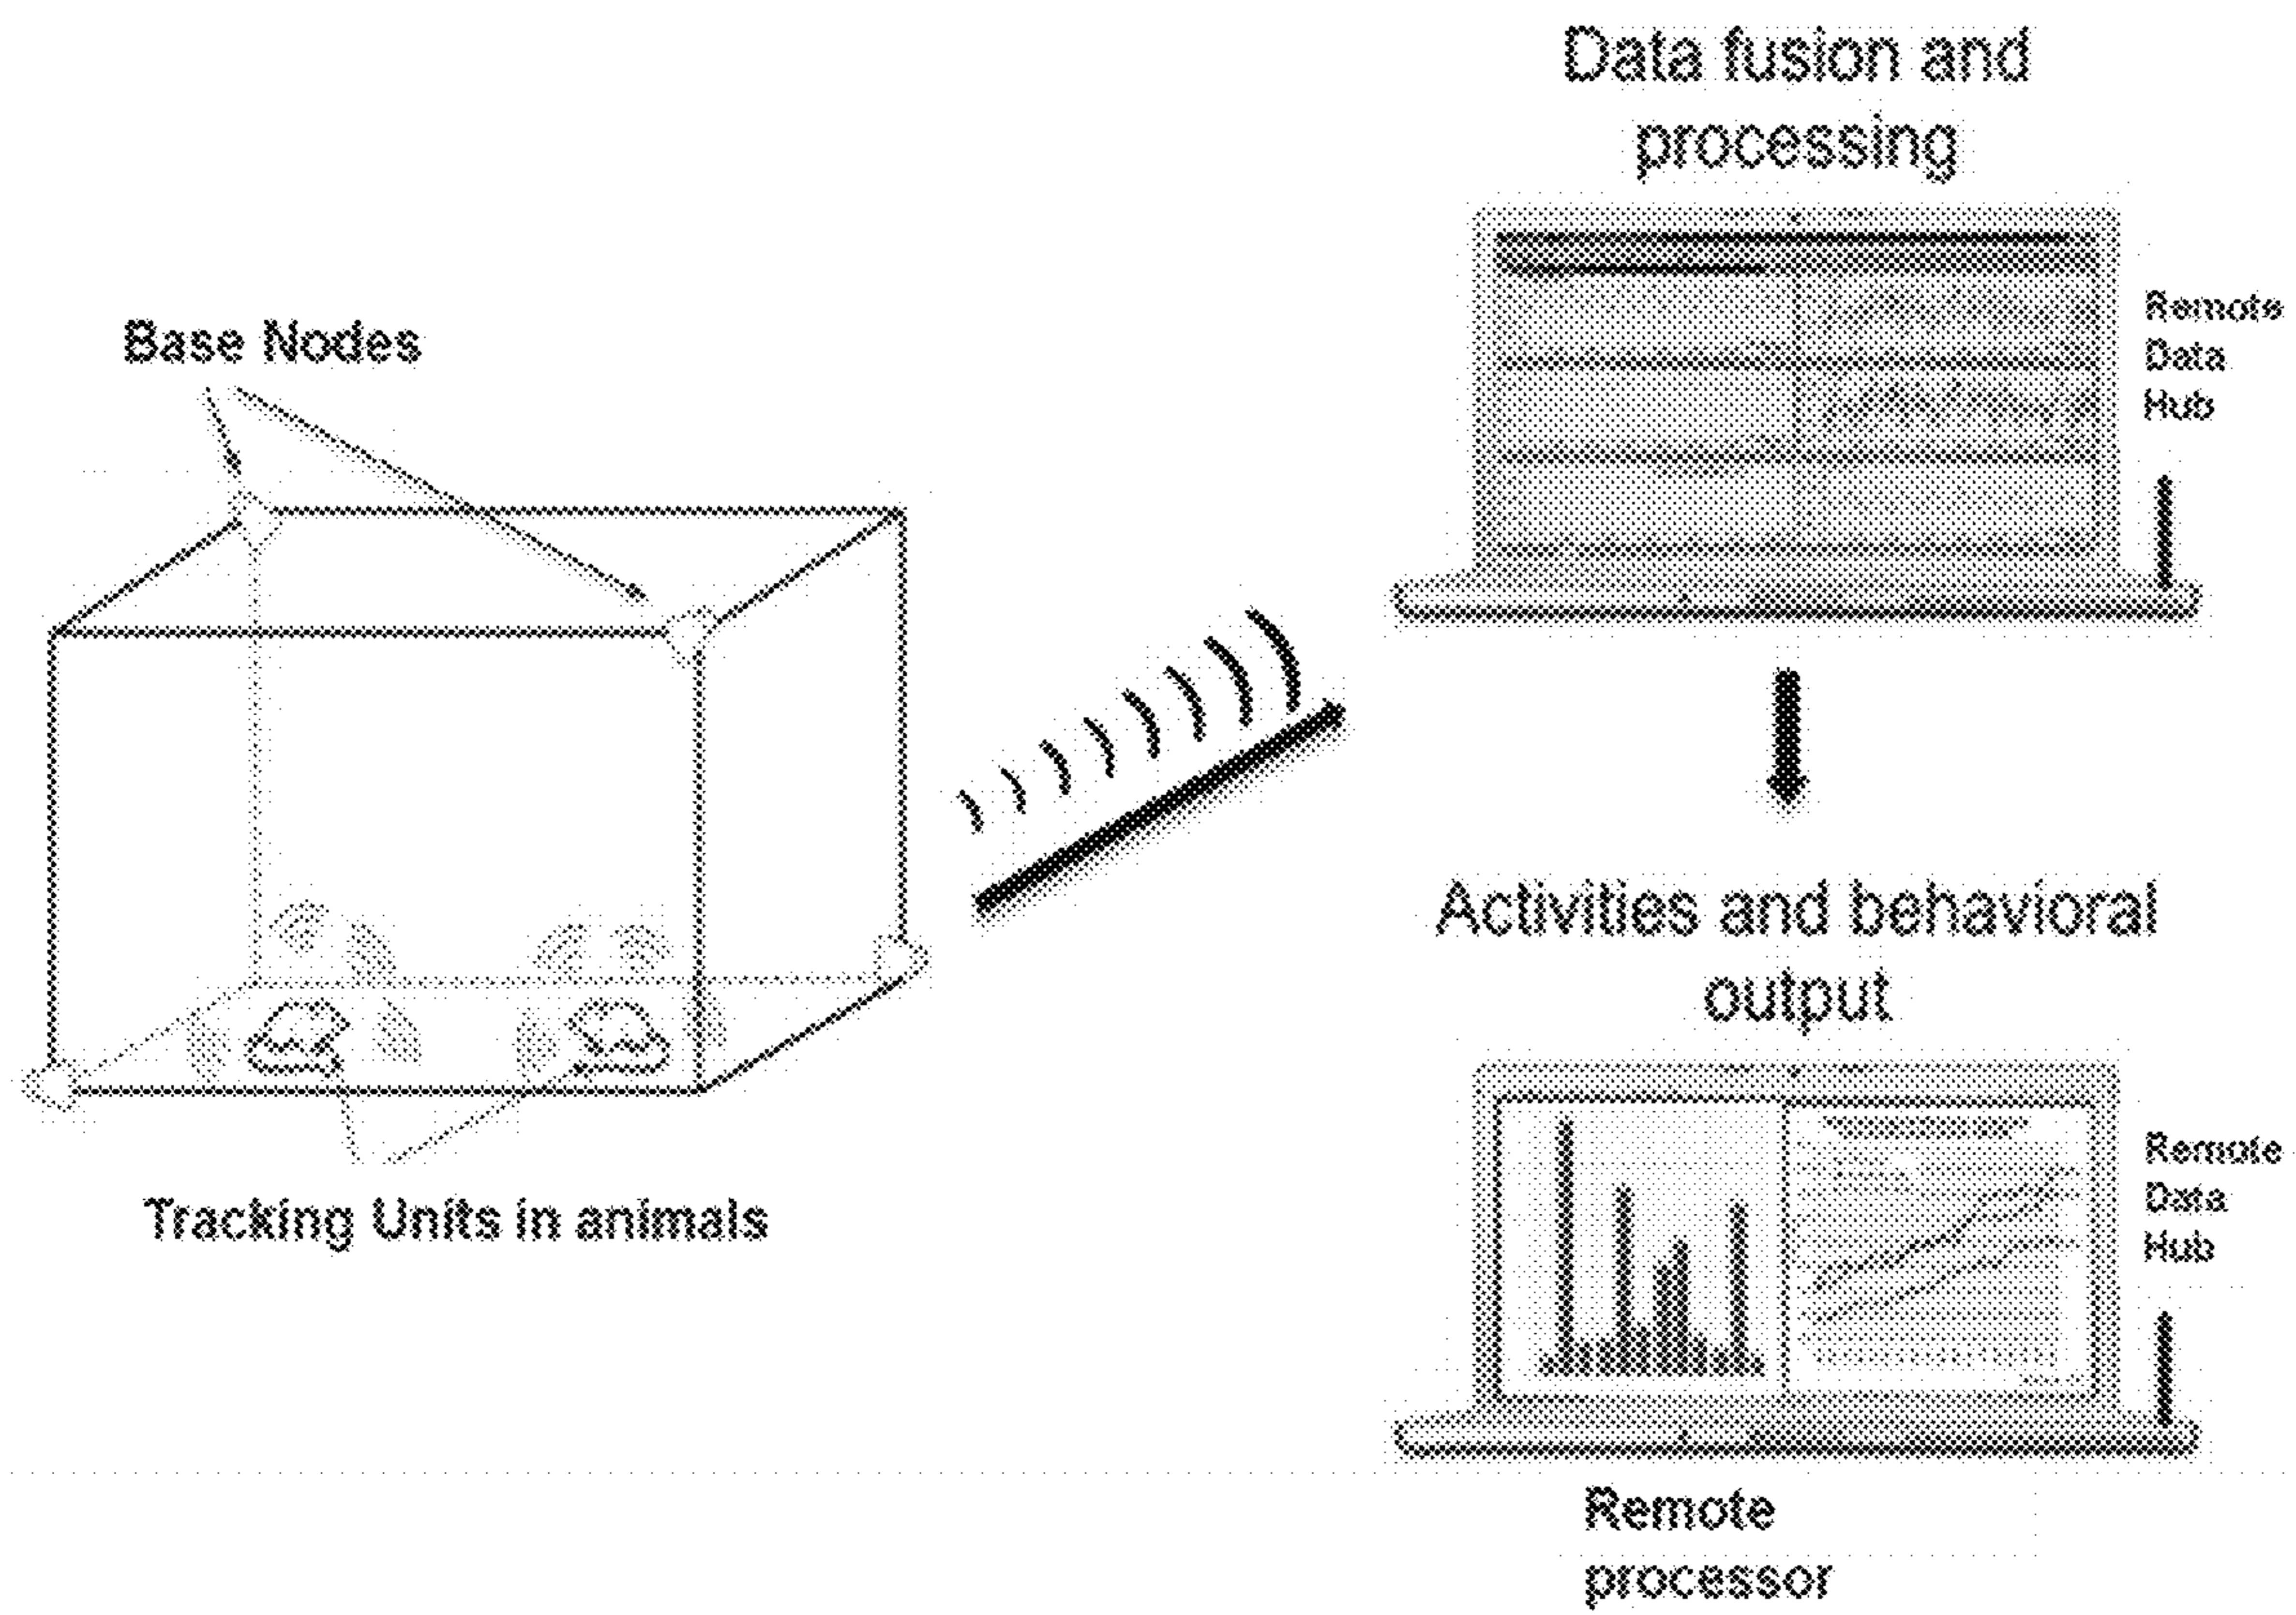 Data fusion and
processing
Remote
Data
Hub
Base Nodes
Activities and behavioral
output
Remote
Data
Hub
Tracking Units in animals
Remote
processor